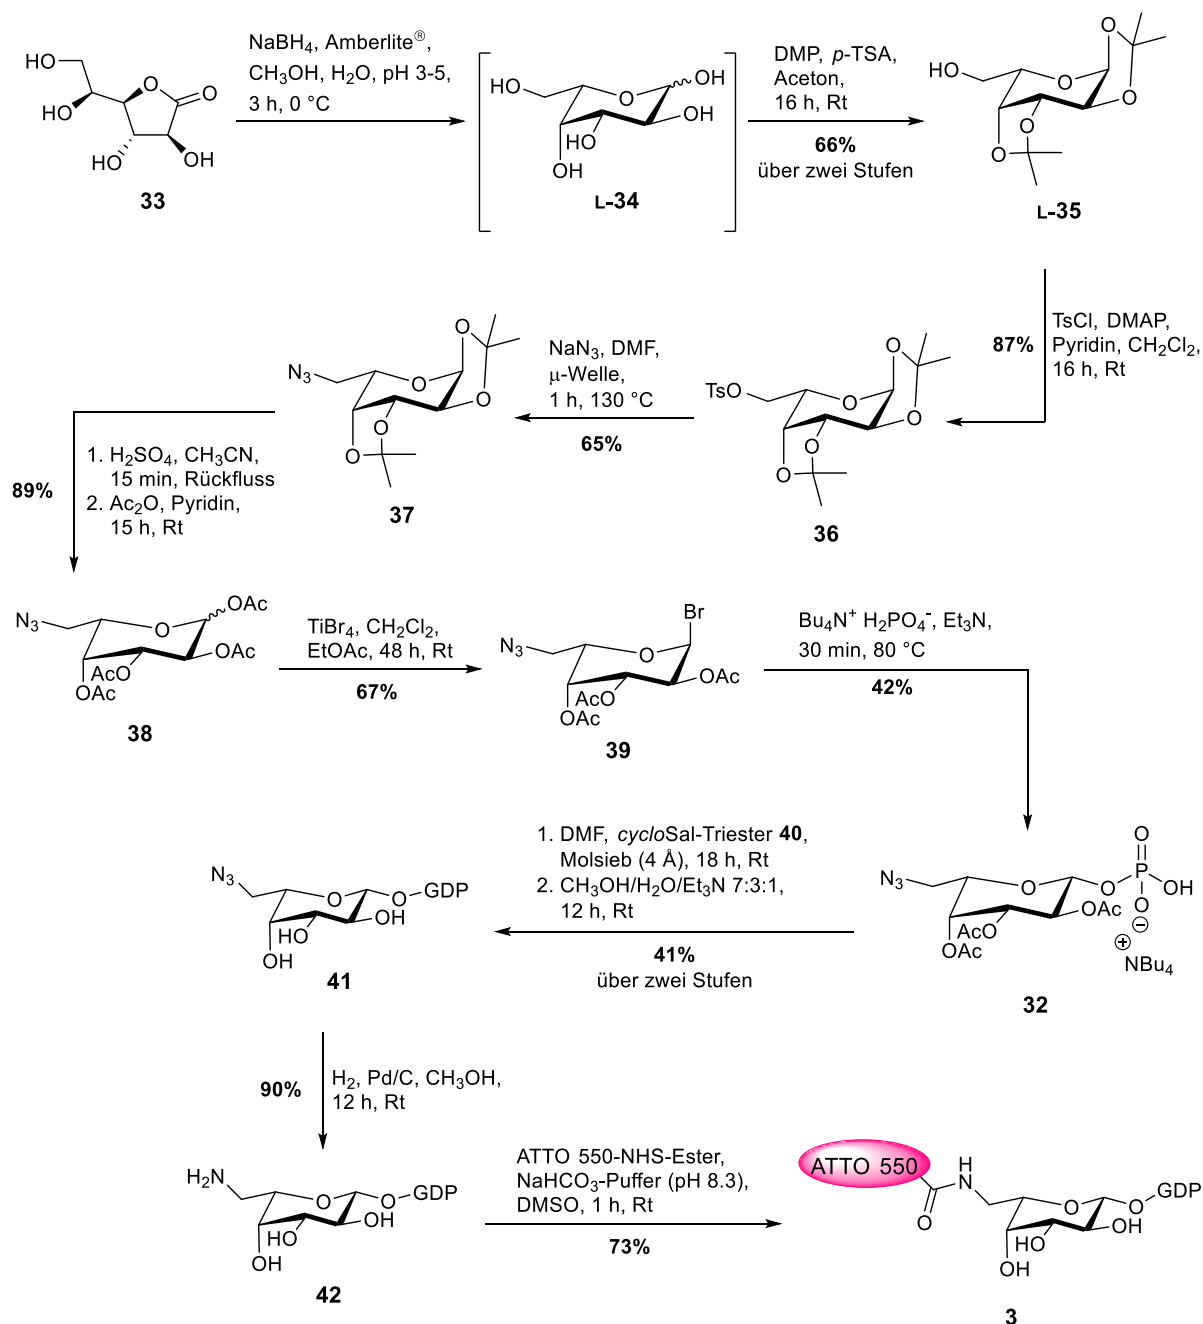 NaBH4, Amberlite®,
CH3OH, H2O, pH 3-5,
3 h, 0 °C
HO
HO
O
O
HO
OH
33
HO
O
OH
OH
HO
OH
L-34
DMP, p-TSA,
Aceton,
16 h, Rt
66%
über zwei Stufen
HO
O
O
O
O
O
L-35
87%
TsCl, DMAP,
Pyridin, CH2Cl2,
16 h, Rt
TsO
O
O
O
O
O
36
NaN3, DMF,
µ-Welle,
1 h, 130 °C
65%
N3
O
O
O
O
O
37
89%
1. H2SO4, CH3CN,
15 min, Rückfluss
2. Ac2O, Pyridin,
15 h, Rt
N3
O
OAc
OAc
AcO
OAc
38
TiBr4, CH2Cl2,
EtOAc, 48 h, Rt
67%
Br
N3
O
OAc
AcO
OAc
39
Bu4N+ H2PO4-, Et3N,
30 min, 80 °C
42%
O
P
OH
O
O
⊖
N3
O
OAc
AcO
OAc
⊕
NBu4
32
1. DMF, cycloSal-Triester 40,
Molsieb (4 Å), 18 h, Rt
2. CH3OH/H2O/Et3N 7:3:1,
12 h, Rt
41%
über zwei Stufen
N3
O
O
GDP
OH
HO
OH
41
90%
H2, Pd/C, CH3OH,
12 h, Rt
H2N
O
O
GDP
OH
HO
OH
42
ATTO 550-NHS-Ester,
NaHCO3-Puffer (pH 8.3),
DMSO, 1 h, Rt
73%
ATTO 550
H
N
O
O
O
GDP
OH
HO
OH
3